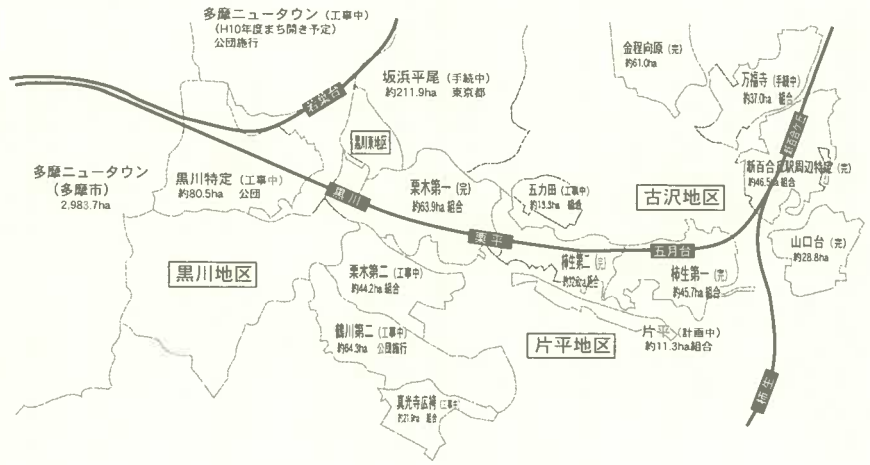 多摩ニュータウン (工事中)
(H10年度まち開き予定)
公団施行
金程向原 (完)
約61.0ha
万福寺 (手続中)
約37.0ha 組合
坂浜平尾 (手続中)
約211.9ha 東京都
若葉台
黒川東地区
新百合ヶ丘
新百合丘駅周辺特定 (完)
約46.5ha 組合
多摩ニュータウン
(多摩市)
2,983.7ha
黒川特定 (工事中)
約80.5ha 公団
黒川
栗木第一 (完)
約63.9ha 組合
五力田 (工事中)
組合
古沢地区
栗平
五月台
山口台 (完)
約28.8ha
黒川地区
栗木第二 (工事中)
約44.2ha 組合
柿生第二 (完)
組合
柿生第一 (完)
約45.7ha 組合
鶴川第二 (工事中)
約64.3ha 公団施行
片平地区
片平 (計画中)
約11.3ha組合
柿生
真光寺広袴 (工事中)
組合